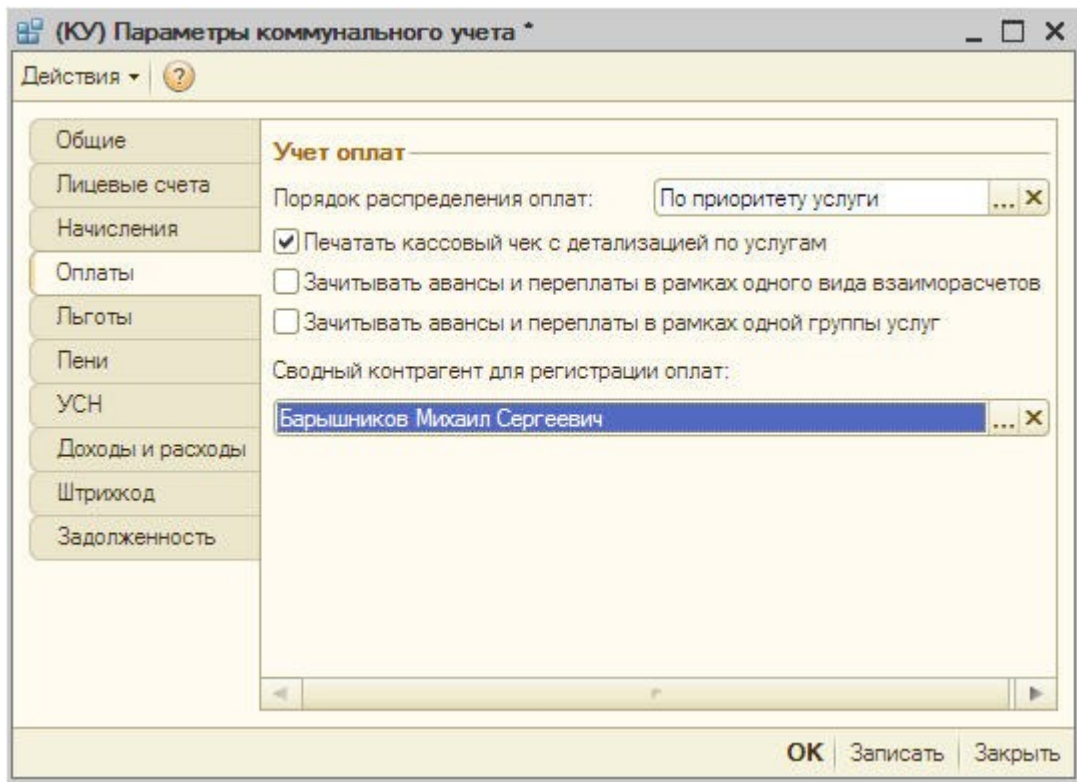 (КУ) Параметры коммунального учета *
Действия
Общие
Лицевые счета
Начисления
Оплаты
Льготы
Пени
УСН
Доходы и расходы
Штрихкод
Задолженность
Учет оплат
Порядок распределения оплат: По приоритету услуги ...
Печатать кассовый чек с детализацией по услугам
Зачитывать авансы и переплаты в рамках одного вида взаиморасчетов
Зачитывать авансы и переплаты в рамках одной группы услуг
Сводный контрагент для регистрации оплат:
Барышников Михаил Сергеевич ...
OK Записать Закрыть